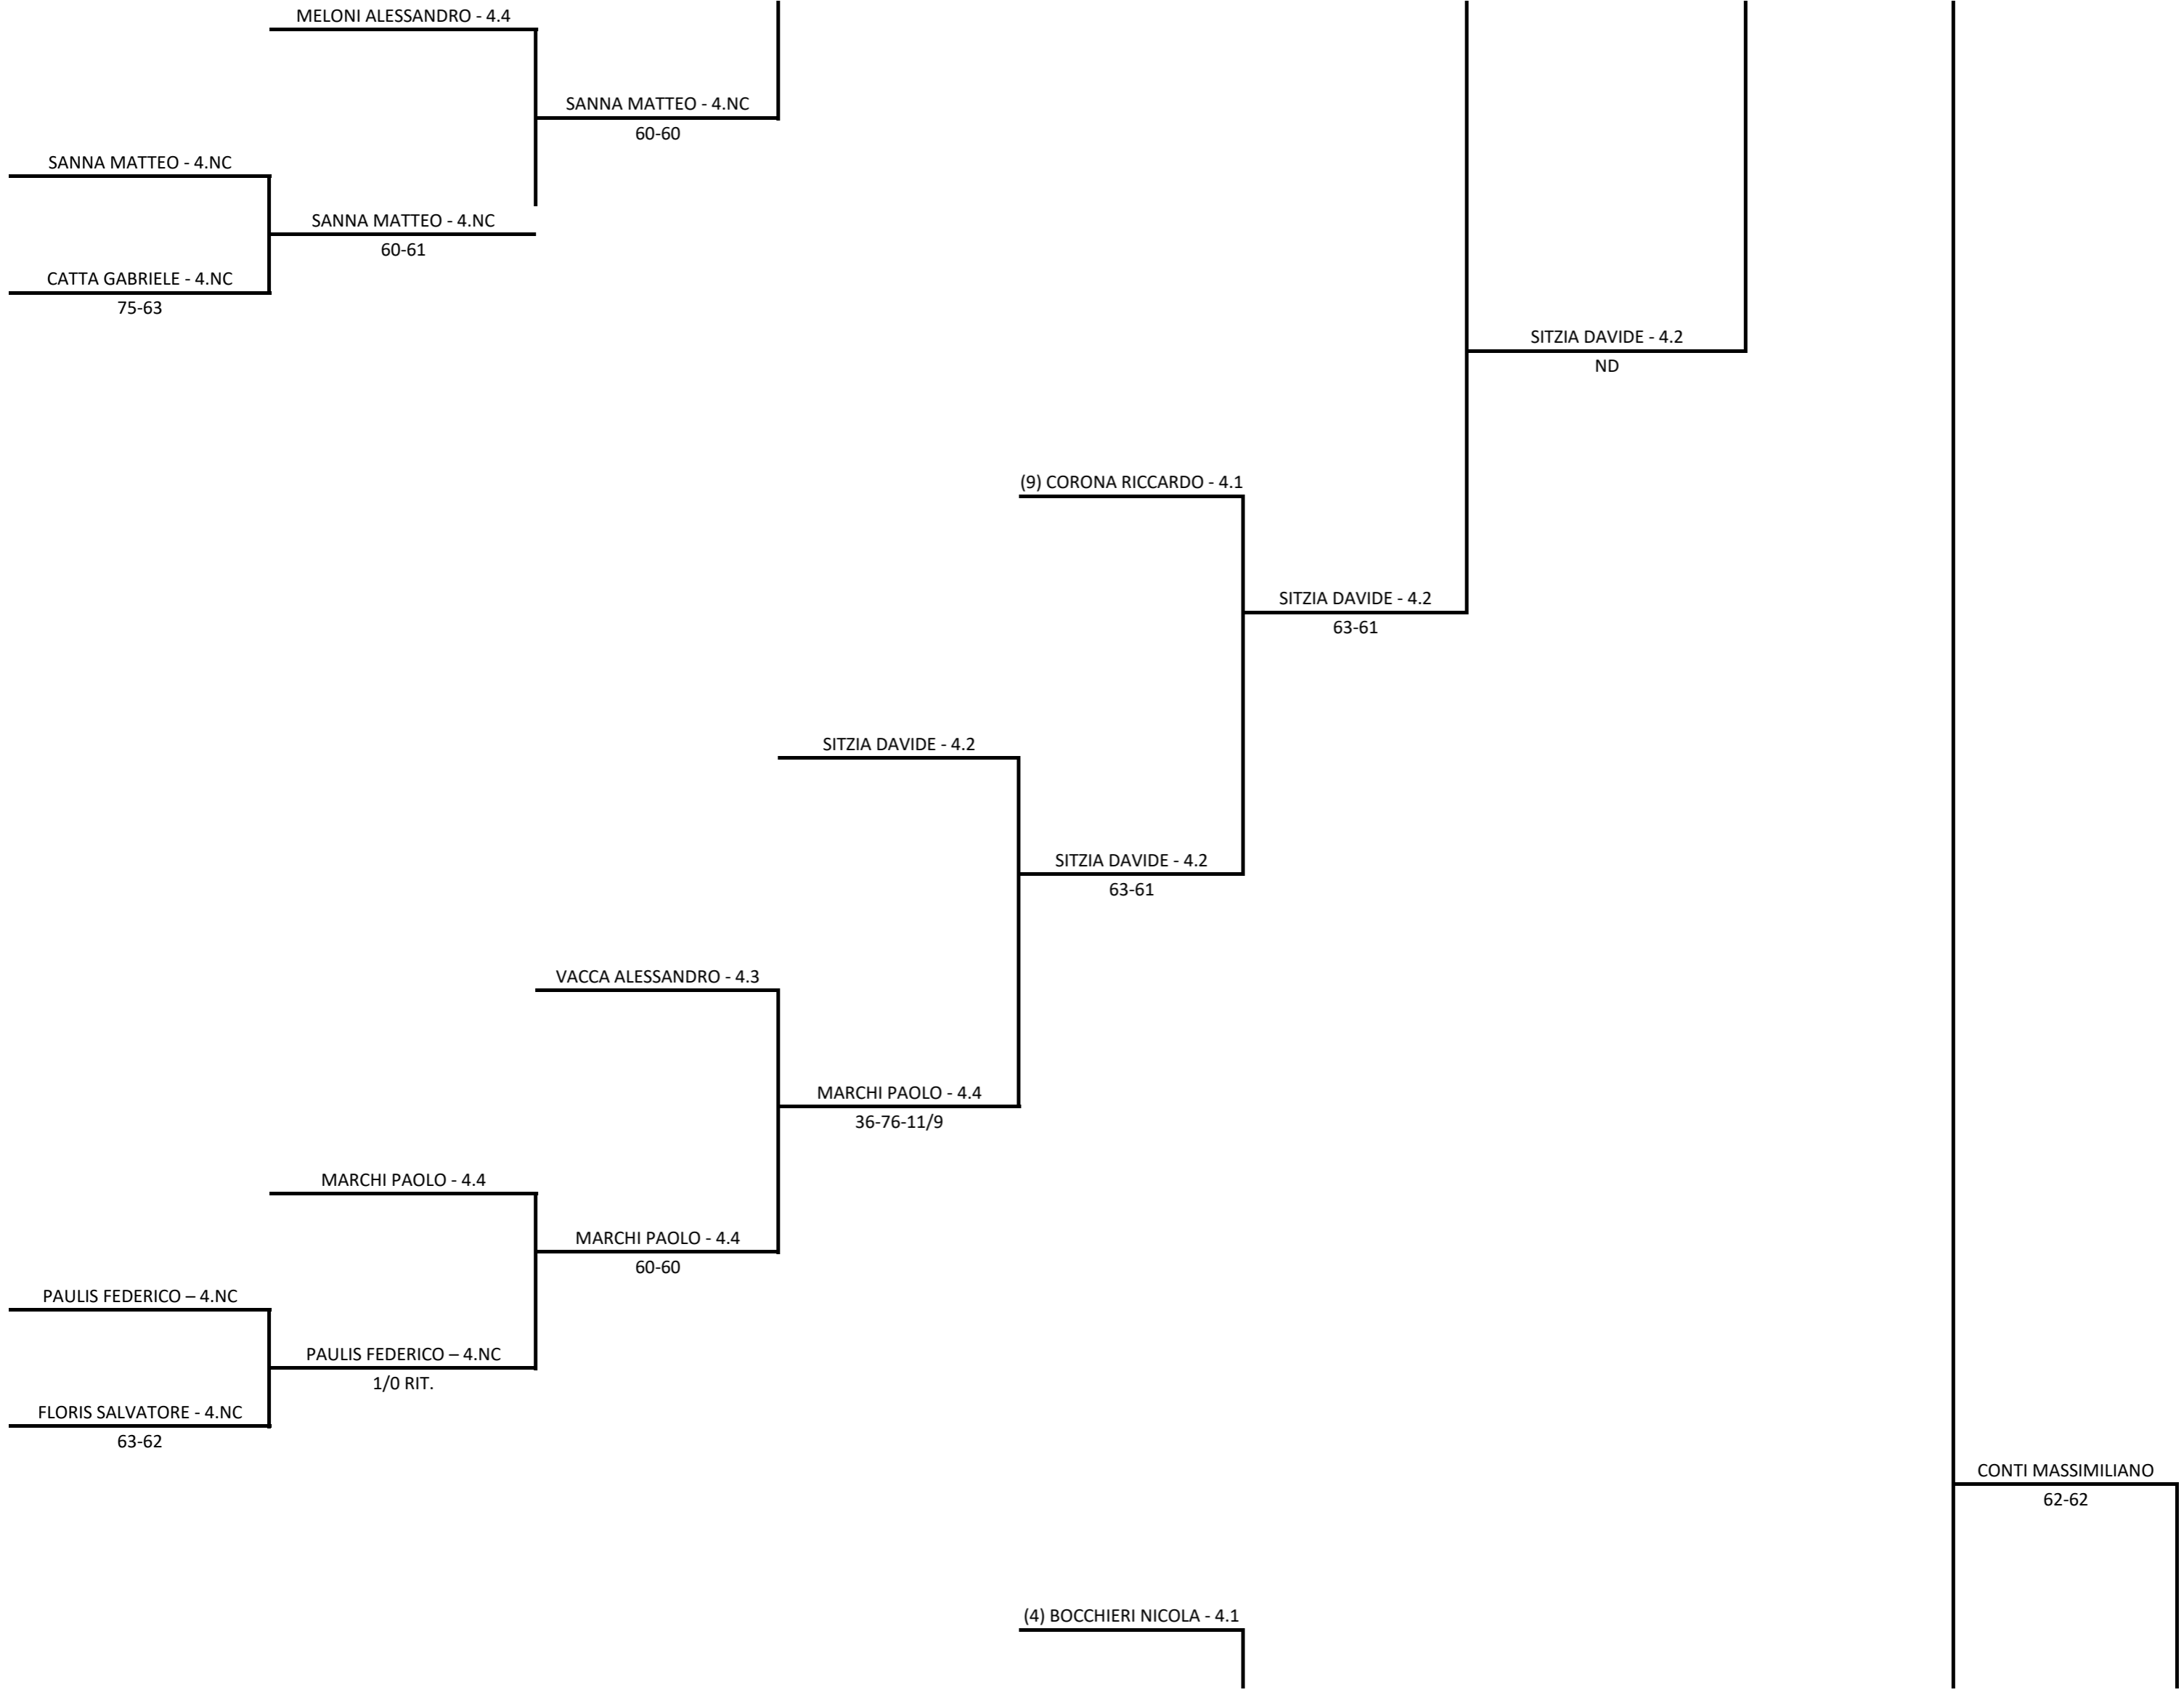 MELONI ALESSANDRO - 4.4
SANNA MATTEO - 4.NC
60-60
SANNA MATTEO - 4.NC
SANNA MATTEO - 4.NC
60-61
CATTA GABRIELE - 4.NC
75-63
SITZIA DAVIDE - 4.2
ND
(9) CORONA RICCARDO - 4.1
SITZIA DAVIDE - 4.2
63-61
SITZIA DAVIDE - 4.2
SITZIA DAVIDE - 4.2
63-61
VACCA ALESSANDRO - 4.3
MARCHI PAOLO - 4.4
36-76-11/9
MARCHI PAOLO - 4.4
MARCHI PAOLO - 4.4
60-60
PAULIS FEDERICO – 4.NC
PAULIS FEDERICO – 4.NC
1/0 RIT.
FLORIS SALVATORE - 4.NC
63-62
CONTI MASSIMILIANO
62-62
(4) BOCCHIERI NICOLA - 4.1